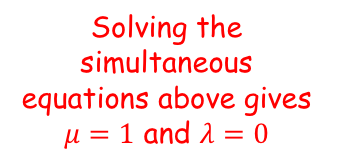 Solving the
simultaneous
equations above gives
𝜇 = 1 and 𝜆 = 0